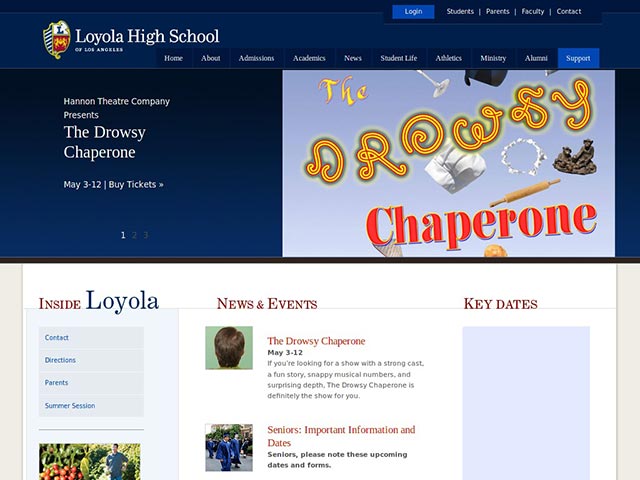 Login
Students | Parents | Faculty | Contact
Loyola High School
OF LOS ANGELES
Home About Admissions Academics News Student Life Athletics Ministry Alumni Support
Hannon Theatre Company
Presents
The Drowsy
Chaperone
May 3-12 | Buy Tickets »
1 2 3
The
DROWSY
Chaperone
INSIDE Loyola
Contact
Directions
Parents
Summer Session
NEWS & EVENTS
The Drowsy Chaperone
May 3-12
If you're looking for a show with a strong cast,
a fun story, snappy musical numbers, and
surprising depth, The Drowsy Chaperone is
definitely the show for you.
Seniors: Important Information and
Dates
Seniors, please note these upcoming
dates and forms.
KEY DATES